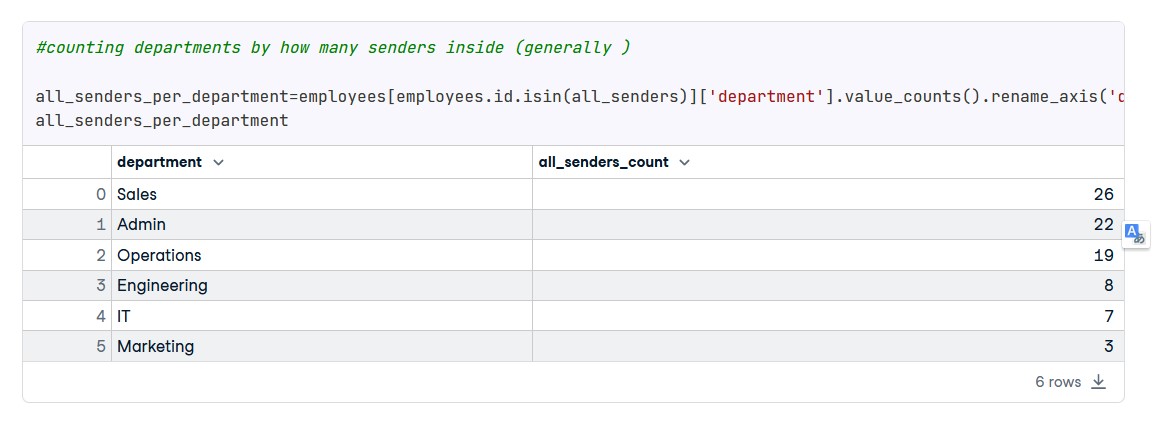 #counting departments by how many senders inside (generally )
all_senders_per_department=employees[employees.id.isin(all_senders)]['department'].value_counts().rename_axis('d
all_senders_per_department
department all_senders_count
0 Sales 26
1 Admin 22
2 Operations 19
3 Engineering 8
4 IT 7
5 Marketing 3
6 rows